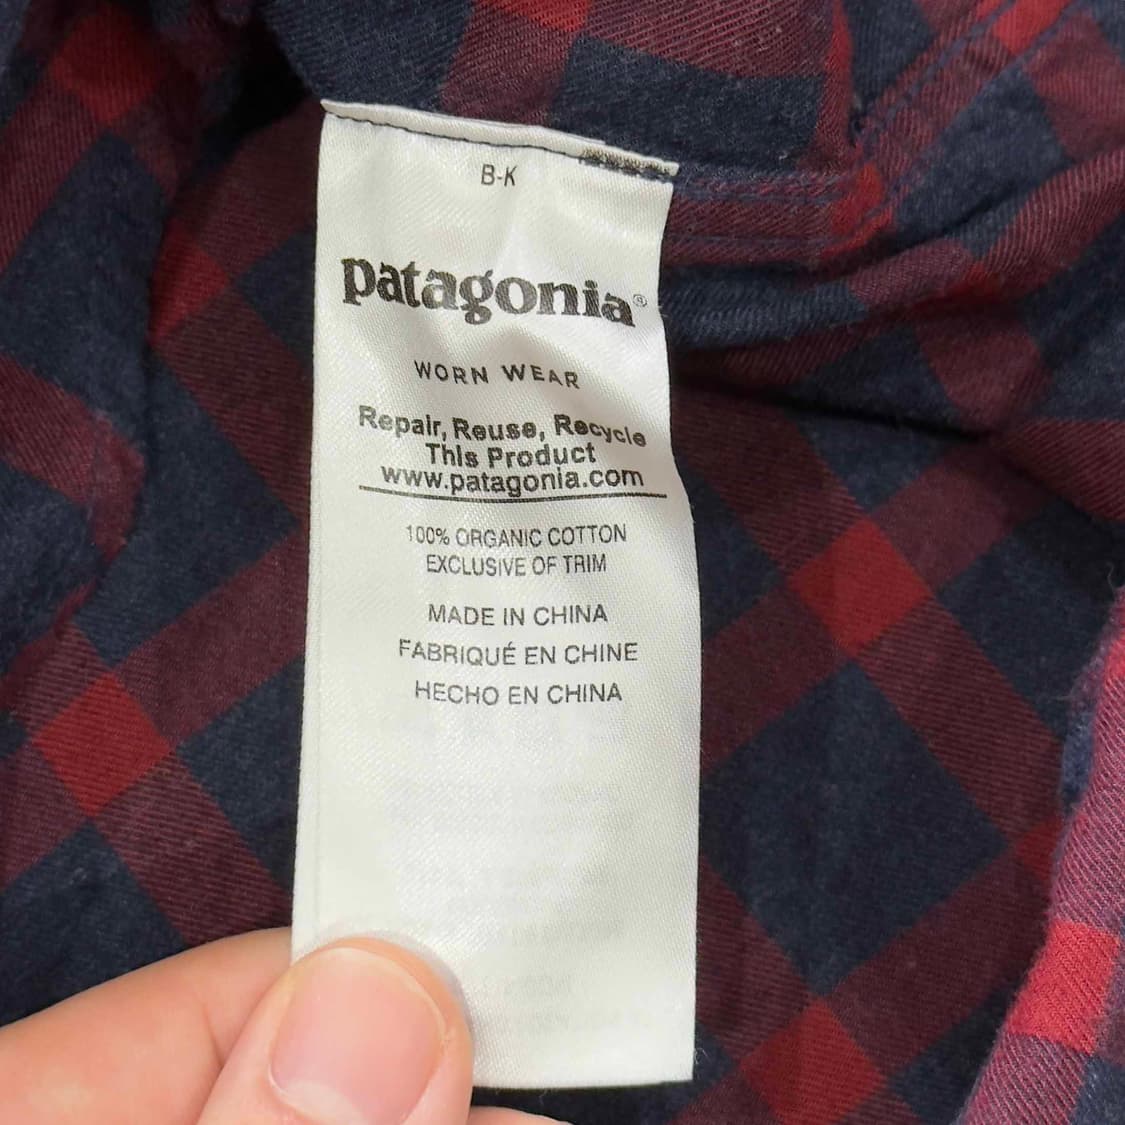 B-K
patagonia®
WORN WEAR
Repair, Reuse, Recycle
This Product
www.patagonia.com
100% ORGANIC COTTON
EXCLUSIVE OF TRIM
MADE IN CHINA
FABRIQUÉ EN CHINE
HECHO EN CHINA